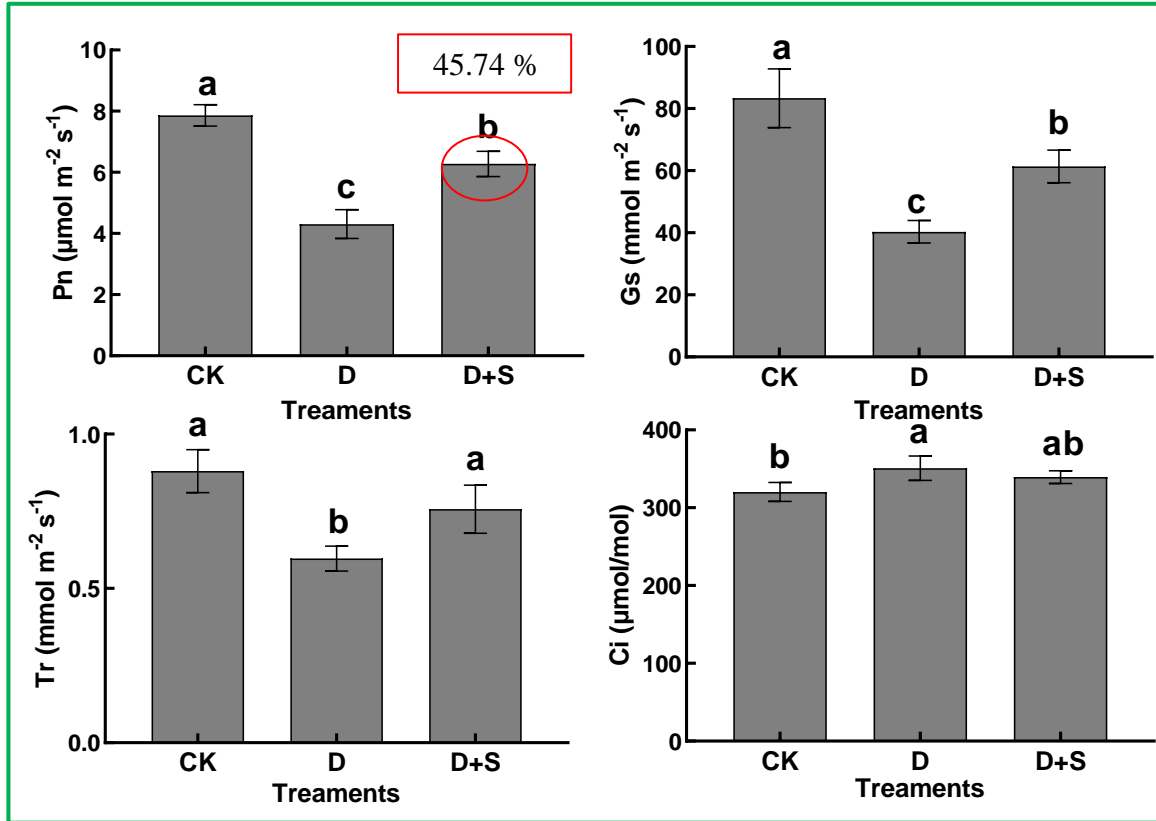 45.74 %
Pn (µmol m⁻² s⁻¹)
10
8
6
4
2
0
a
c
b
CK D D+S
Treaments
Gs (mmol m⁻² s⁻¹)
100
80
60
40
20
0
a
c
b
CK D D+S
Treaments
Tr (mmol m⁻² s⁻¹)
1.0
0.5
0.0
a
b
a
CK D D+S
Treaments
Ci (µmol/mol)
400
300
200
100
0
b
a
ab
CK D D+S
Treaments